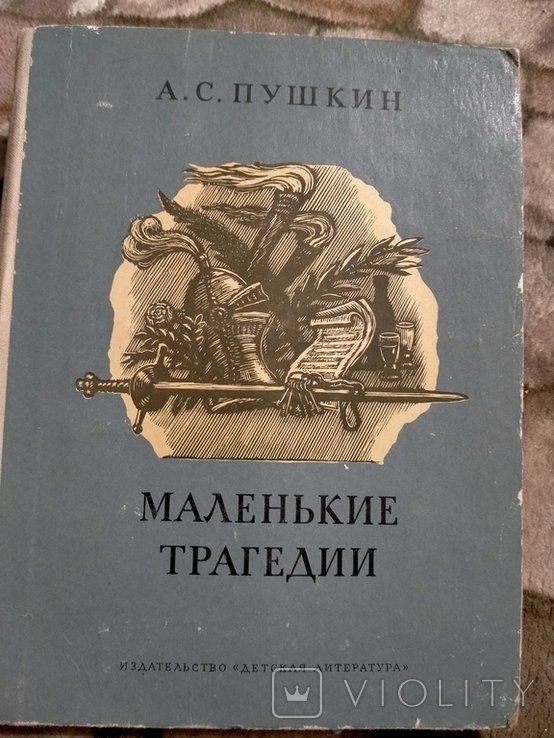 А. С. ПУШКИН
МАЛЕНЬКИЕ
ТРАГЕДИИ
ИЗДАТЕЛЬСТВО «ДЕТСКАЯ ЛИТЕРАТУРА»
VIOLITY